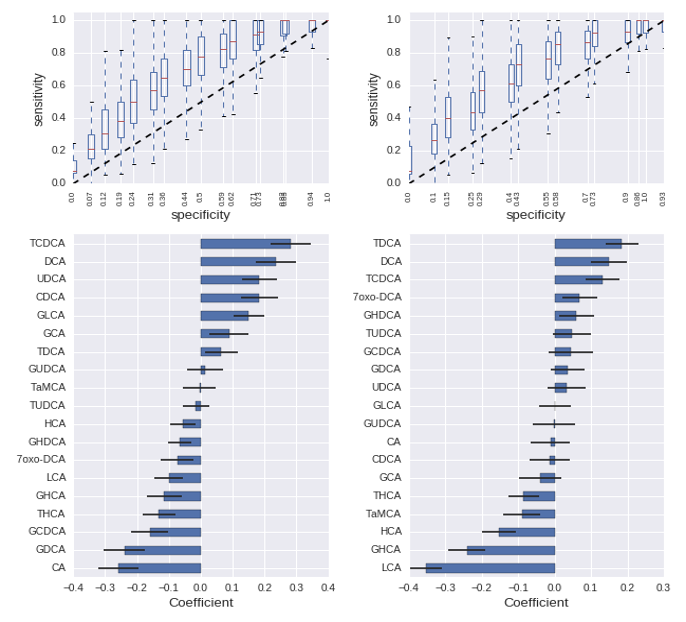 1.0
0.8
0.6
0.4
0.2
0.0
sensitivity
0.0
0.07
0.12
0.19
0.24
0.31
0.36
0.44
0.5
0.59
0.62
0.73
0.94
1.0
specificity
1.0
0.8
0.6
0.4
0.2
0.0
sensitivity
0.0
0.1
0.15
0.25
0.29
0.4
0.43
0.55
0.58
0.7
0.73
0.9
0.86
1.0
0.93
specificity
TCDCA
DCA
UDCA
CDCA
GLCA
GCA
TDCA
GUDCA
TaMCA
TUDCA
HCA
GHDCA
7oxo-DCA
LCA
GHCA
THCA
GCDCA
GDCA
CA
−0.4 −0.3 −0.2 −0.1 0.0 0.1 0.2 0.3 0.4
Coefficient
TDCA
DCA
TCDCA
7oxo-DCA
GHDCA
TUDCA
GCDCA
GDCA
UDCA
GLCA
GUDCA
CA
CDCA
GCA
THCA
TaMCA
HCA
GHCA
LCA
−0.4 −0.3 −0.2 −0.1 0.0 0.1 0.2 0.3
Coefficient